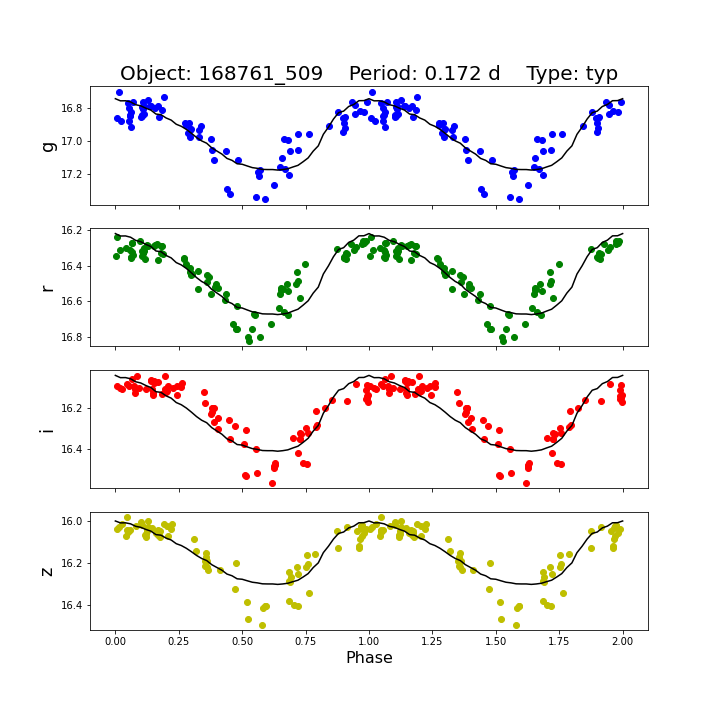 Object: 168761_509    Period: 0.172 d    Type: typ
g
16.8
17.0
17.2
r
16.2
16.4
16.6
16.8
i
16.2
16.4
z
16.0
16.2
16.4
0.00 0.25 0.50 0.75 1.00 1.25 1.50 1.75 2.00
Phase